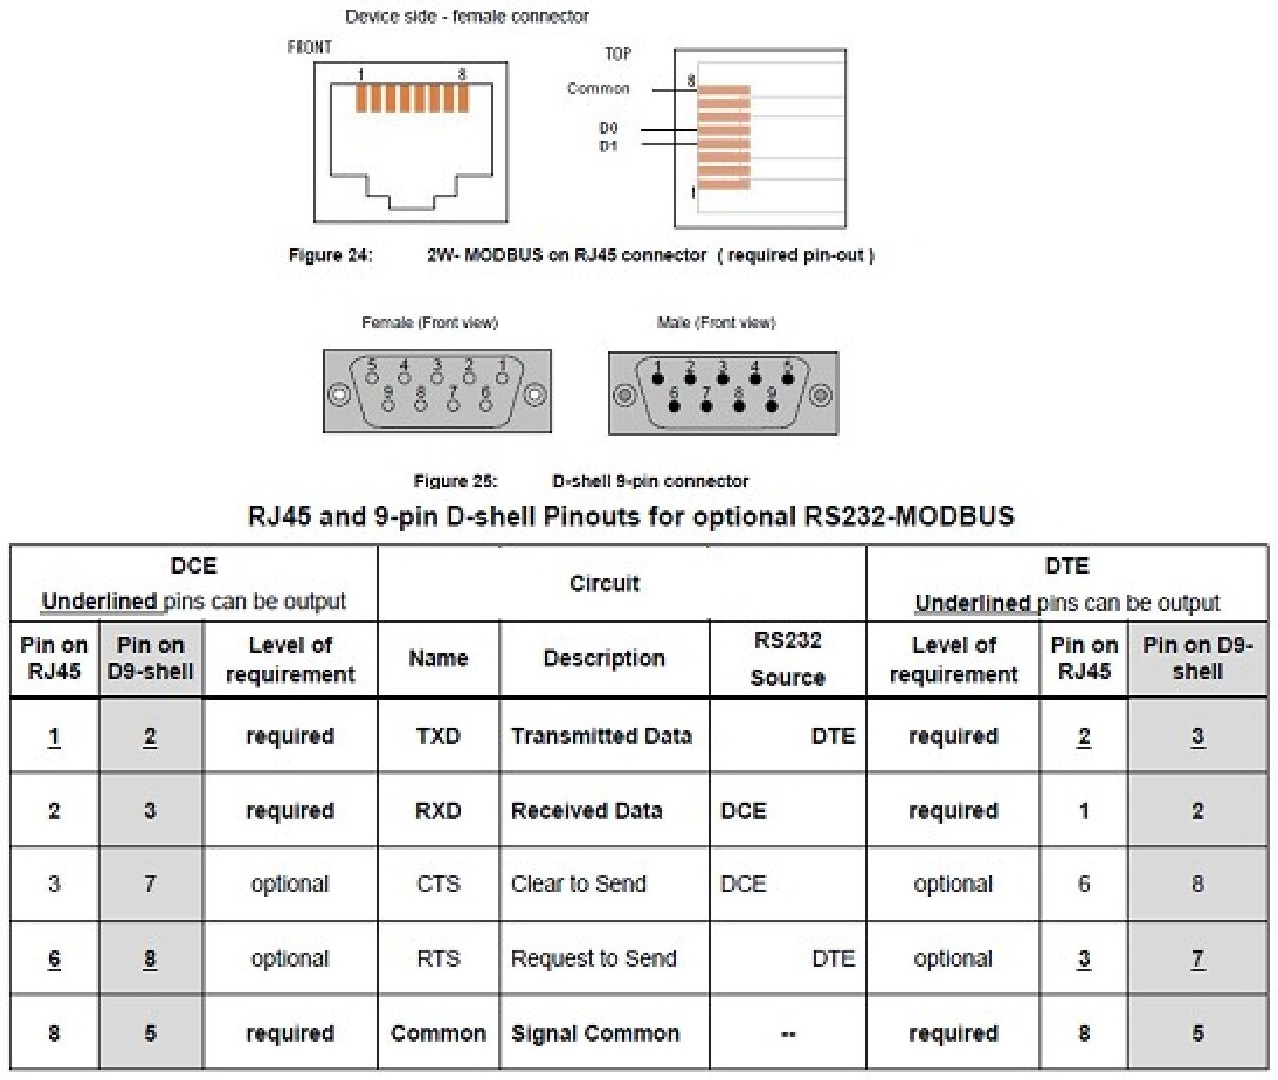 Device side - female connector
FRONT
TOP
1 8
8
Common
D0
D1
1
Figure 24: 2W- MODBUS on RJ45 connector ( required pin-out )
Female (Front view) Male (Front view)
5 4 3 2 1 1 2 3 4 5
9 8 7 6 6 7 8 9
Figure 25: D-shell 9-pin connector
RJ45 and 9-pin D-shell Pinouts for optional RS232-MODBUS
DCE Circuit DTE
Underlined pins can be output Underlined pins can be output
Pin on RJ45 Pin on D9-shell Level of requirement Name Description RS232 Source Level of requirement Pin on RJ45 Pin on D9-shell
1 2 required TXD Transmitted Data DTE required 2 3
2 3 required RXD Received Data DCE required 1 2
3 7 optional CTS Clear to Send DCE optional 6 8
6 8 optional RTS Request to Send DTE optional 3 7
8 5 required Common Signal Common -- required 8 5